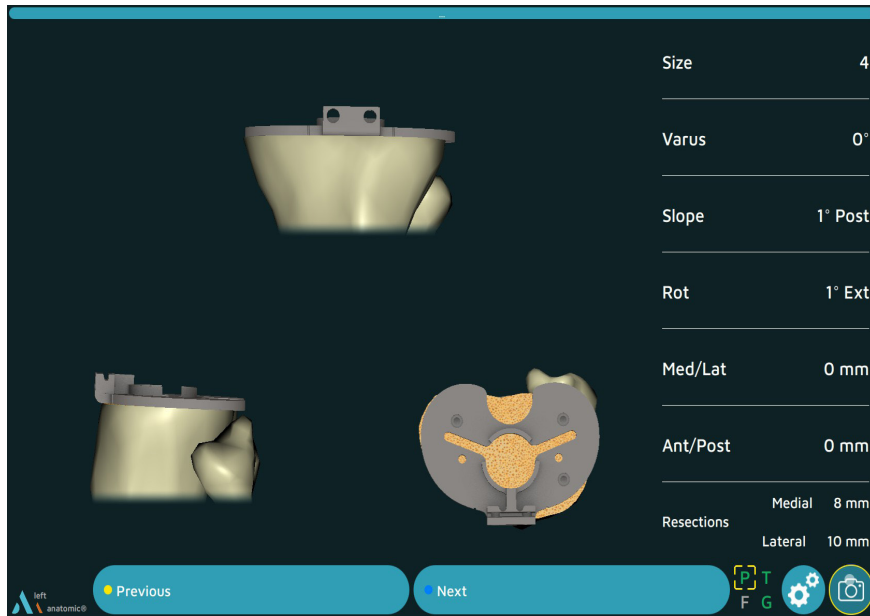 Size 4
Varus 0°
Slope 1° Post
Rot 1° Ext
Med/Lat 0 mm
Ant/Post 0 mm
Resections
Medial 8 mm
Lateral 10 mm
Previous
Next
P T
F G
left
anatomic®